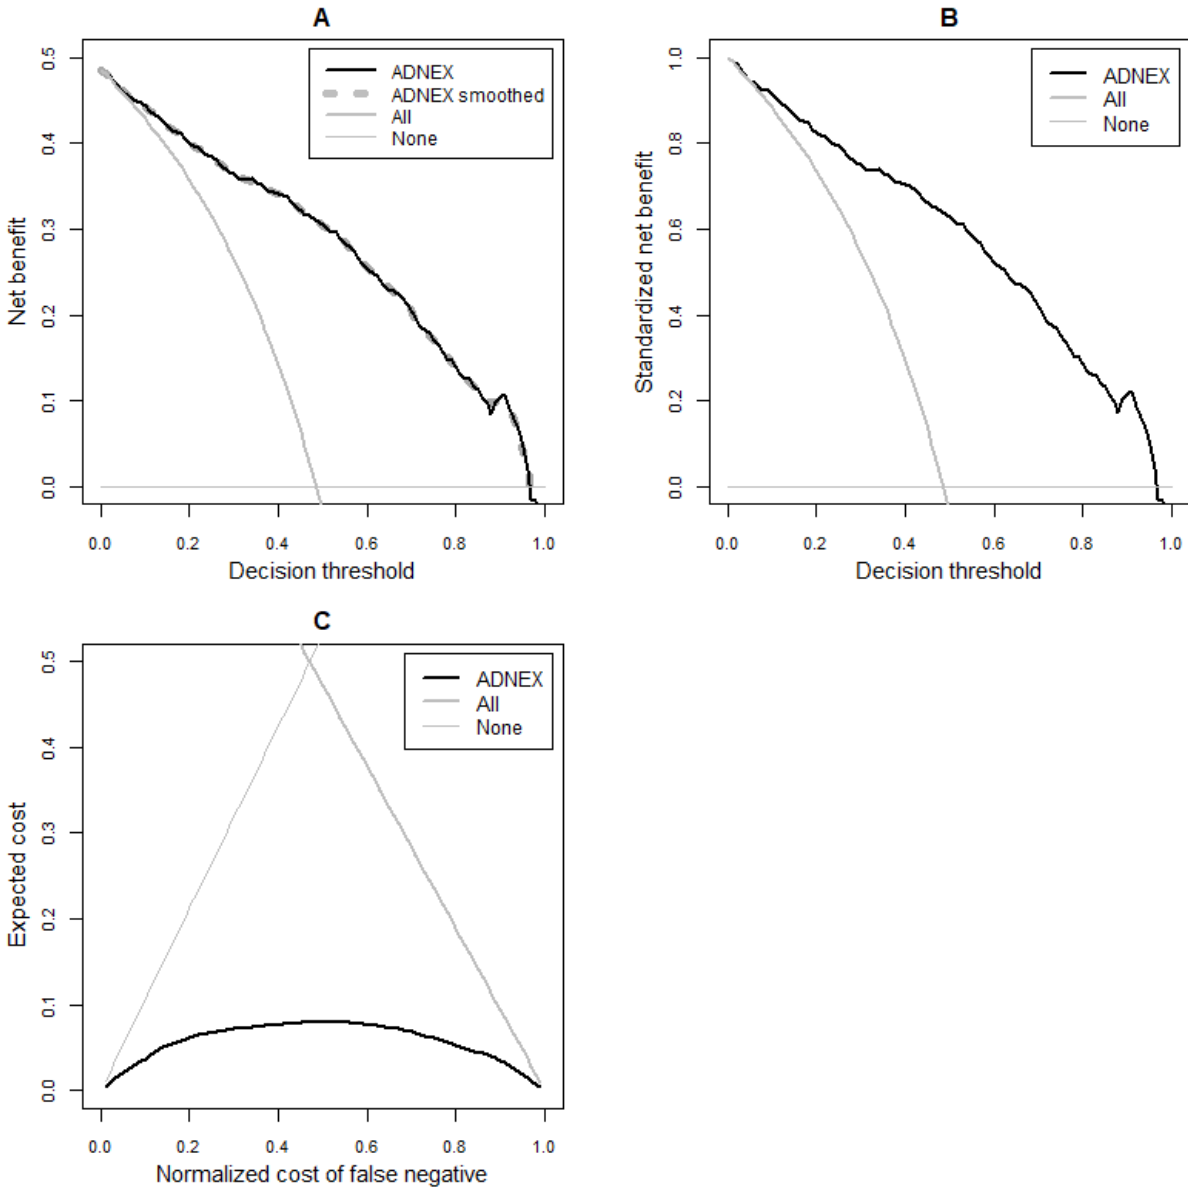 A
Net benefit
0.5
0.4
0.3
0.2
0.1
0.0
ADNEX
ADNEX smoothed
All
None
0.0 0.2 0.4 0.6 0.8 1.0
Decision threshold
B
Standardized net benefit
1.0
0.8
0.6
0.4
0.2
0.0
ADNEX
All
None
0.0 0.2 0.4 0.6 0.8 1.0
Decision threshold
C
Expected cost
0.5
0.4
0.3
0.2
0.1
0.0
ADNEX
All
None
0.0 0.2 0.4 0.6 0.8 1.0
Normalized cost of false negative